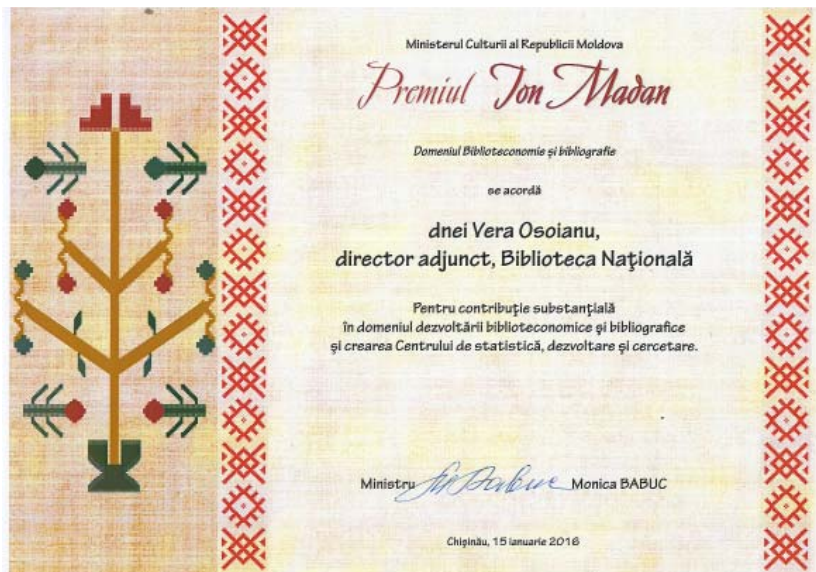 Ministerul Culturii al Republicii Moldova
Premiul Ion Madan
Domeniul Biblioteconomie și bibliografie
se acordă
dnei Vera Osoianu,
director adjunct, Biblioteca Naţională
Pentru contribuție substanțială
în domeniul dezvoltării biblioteconomice și bibliografice
și crearea Centrului de statistică, dezvoltare și cercetare.
Ministru Monica BABUC
Chișinău, 15 ianuarie 2016